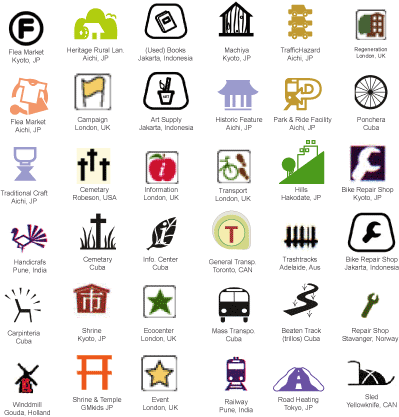 F
Flea Market
Kyoto, JP
Heritage Rural Lan.
Aichi, JP
(Used) Books
Jakarta, Indonesia
Machiya
Kyoto, JP
TrafficHazard
Aichi, JP
Regeneration
London, UK
Flea Market
Aichi, JP
Campaign
London, UK
Art Supply
Jakarta, Indonesia
Historic Feature
Aichi, JP
P
Park & Ride Facility
Aichi, JP
Ponchera
Cuba
Traditional Craft
Aichi, JP
Cemetary
Robeson, USA
i
Information
London, UK
Transport
London, UK
Hills
Hakodate, JP
Bike Repair Shop
Kyoto, JP
Handicrafs
Pune, India
Cemetary
Cuba
i
Info. Center
Cuba
T
General Transp.
Toronto, CAN
Trashtracks
Adelaide, Aus
Bike Repair Shop
Jakarta, Indonesia
Carpinteria
Cuba
市
Shrine
Kyoto, JP
Ecocenter
London, UK
Mass Transpo.
Cuba
Beaten Track
(trillos) Cuba
Repair Shop
Stavanger, Norway
Winddmill
Gouda, Holland
Shrine & Temple
GMkids JP
Event
London, UK
Railway
Pune, India
Road Heating
Tokyo, JP
Sled
Yellowknife, CAN